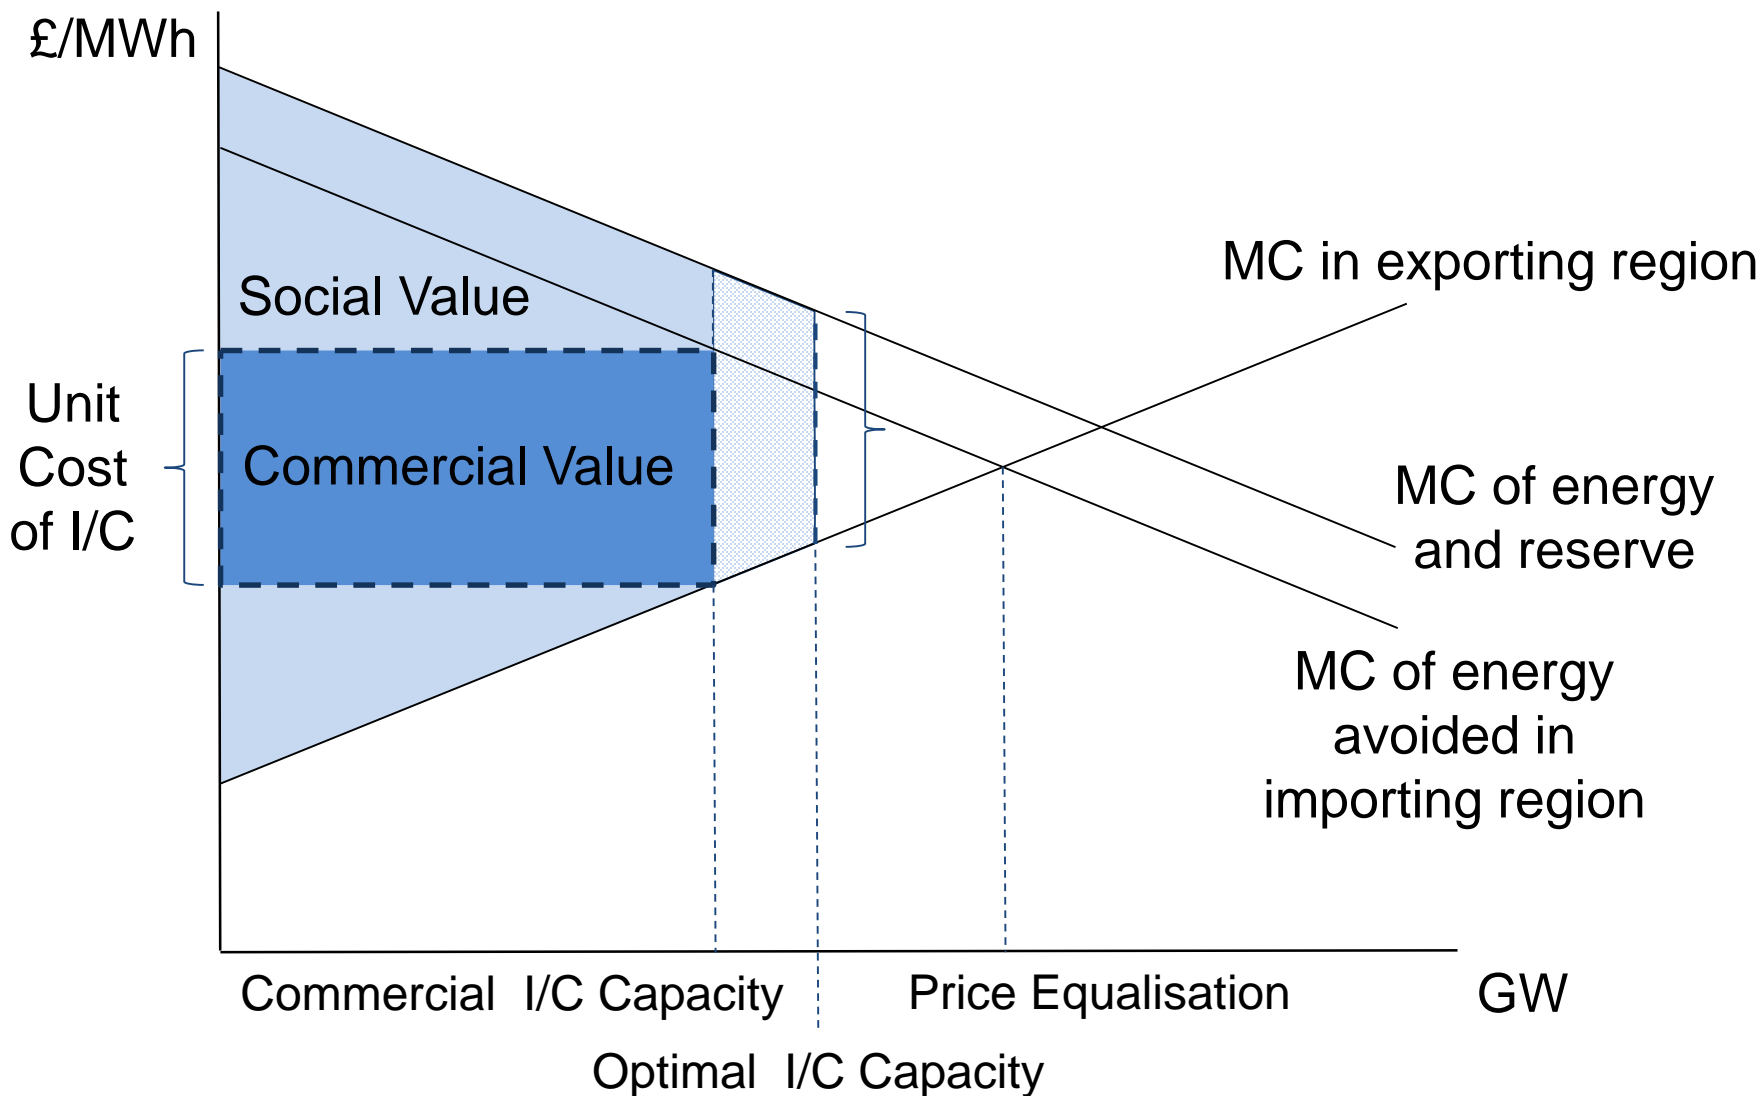 £/MWh
MC in exporting region
Social Value
Unit
Cost
of I/C
Commercial Value
MC of energy
and reserve
MC of energy
avoided in
importing region
Commercial I/C Capacity
Price Equalisation
GW
Optimal I/C Capacity